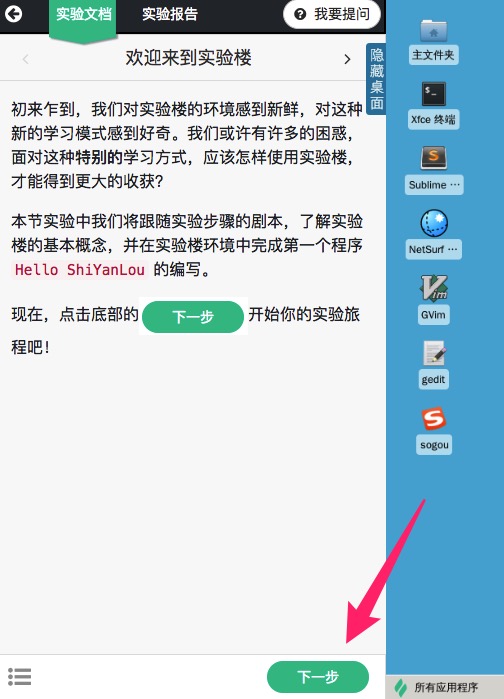 实验文档 实验报告 我要提问
欢迎来到实验楼
隐藏桌面
初来乍到，我们对实验楼的环境感到新鲜，对这种
新的学习模式感到好奇。我们或许有许多的困惑，
面对这种特别的学习方式，应该怎样使用实验楼，
才能得到更大的收获？
本节实验中我们将跟随实验步骤的剧本，了解实验
楼的基本概念，并在实验楼环境中完成第一个程序
Hello ShiYanLou 的编写。
现在，点击底部的 下一步 开始你的实验旅
程吧！
下一步
主文件夹
Xfce 终端
Sublime ···
NetSurf ···
GVim
gedit
sogou
所有应用程序